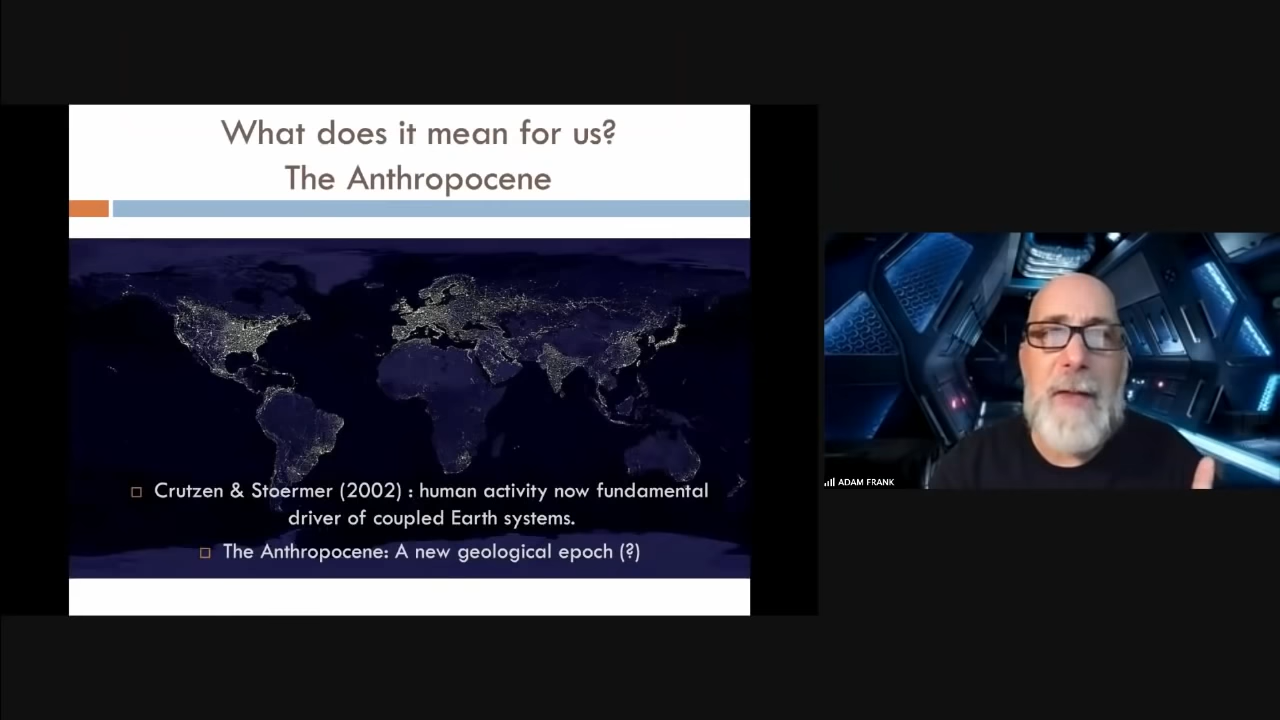 What does it mean for us?
The Anthropocene
□ Crutzen & Stoermer (2002) : human activity now fundamental
driver of coupled Earth systems.
□ The Anthropocene: A new geological epoch (?)
ADAM FRANK